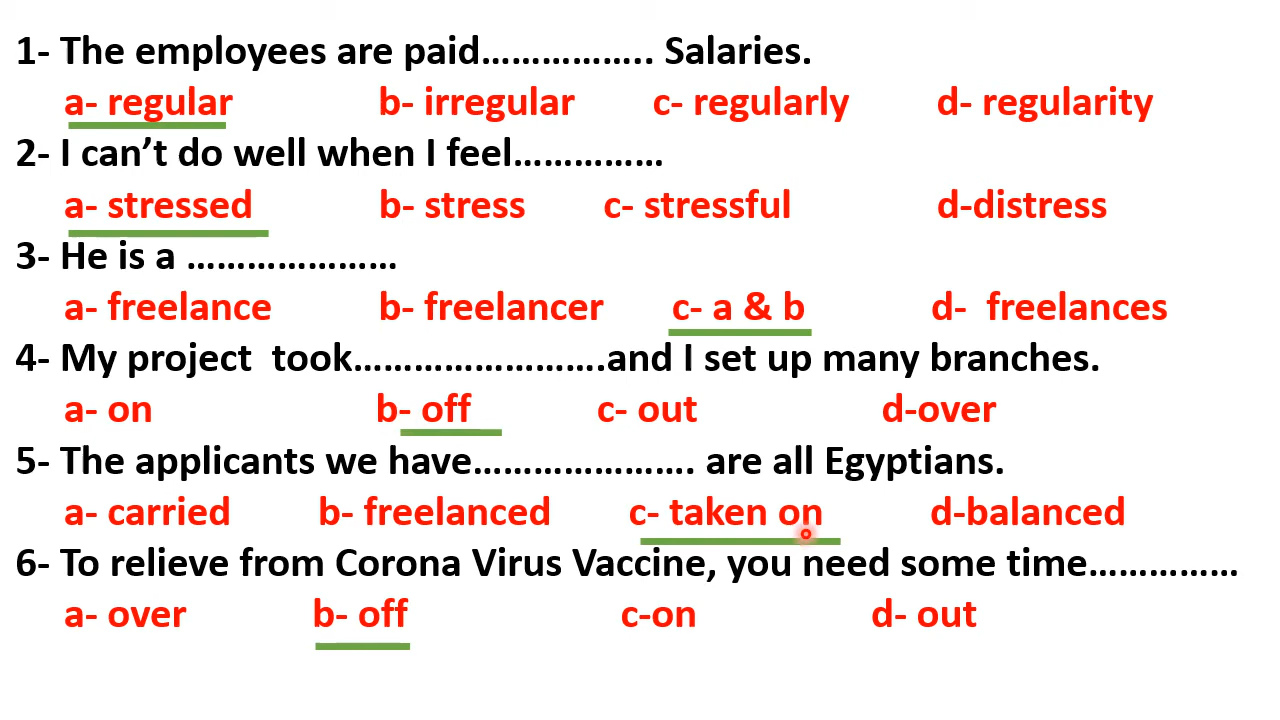 1- The employees are paid…………….. Salaries.
a- regular b- irregular c- regularly d- regularity
2- I can’t do well when I feel……………
a- stressed b- stress c- stressful d-distress
3- He is a …………………
a- freelance b- freelancer c- a & b d- freelances
4- My project took…………………….and I set up many branches.
a- on b- off c- out d-over
5- The applicants we have…………………. are all Egyptians.
a- carried b- freelanced c- taken on d-balanced
6- To relieve from Corona Virus Vaccine, you need some time……………
a- over b- off c-on d- out